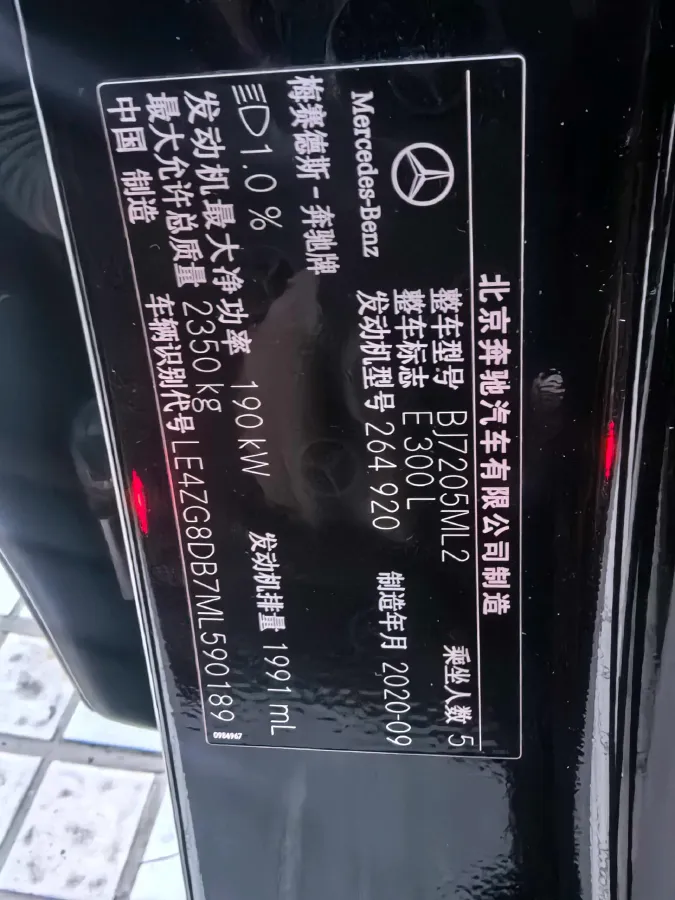 北京奔驰汽车有限公司制造
整车型号 BJ7205ML2 乘坐人数 5
整车标志 E 300 L
发动机型号 264 920 制造年月 2020-09
Mercedes-Benz
梅赛德斯-奔驰牌
1.0 %
发动机最大净功率 190 kW 发动机排量 1991 mL
最大允许总质量 2350 kg
中国 制造 车辆识别代号 LE4ZG8DB7ML590189
0984967